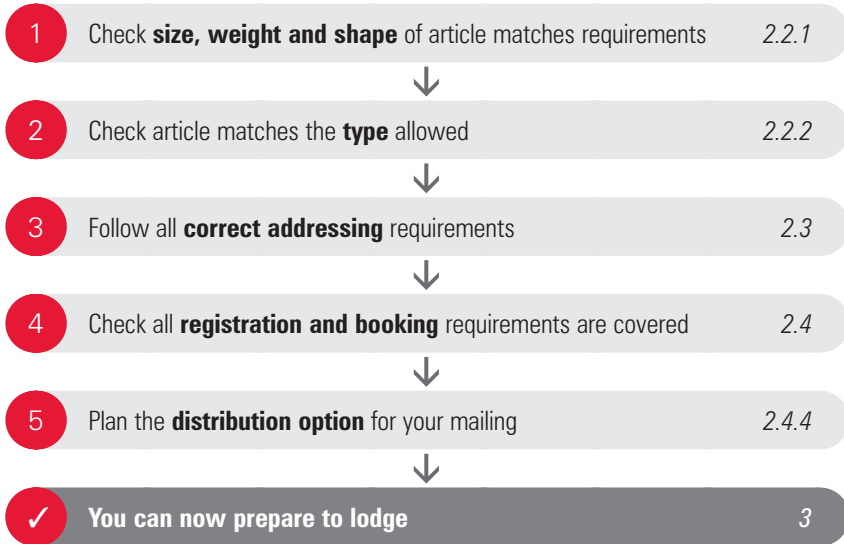 1 Check size, weight and shape of article matches requirements 2.2.1
2 Check article matches the type allowed 2.2.2
3 Follow all correct addressing requirements 2.3
4 Check all registration and booking requirements are covered 2.4
5 Plan the distribution option for your mailing 2.4.4
✓ You can now prepare to lodge 3